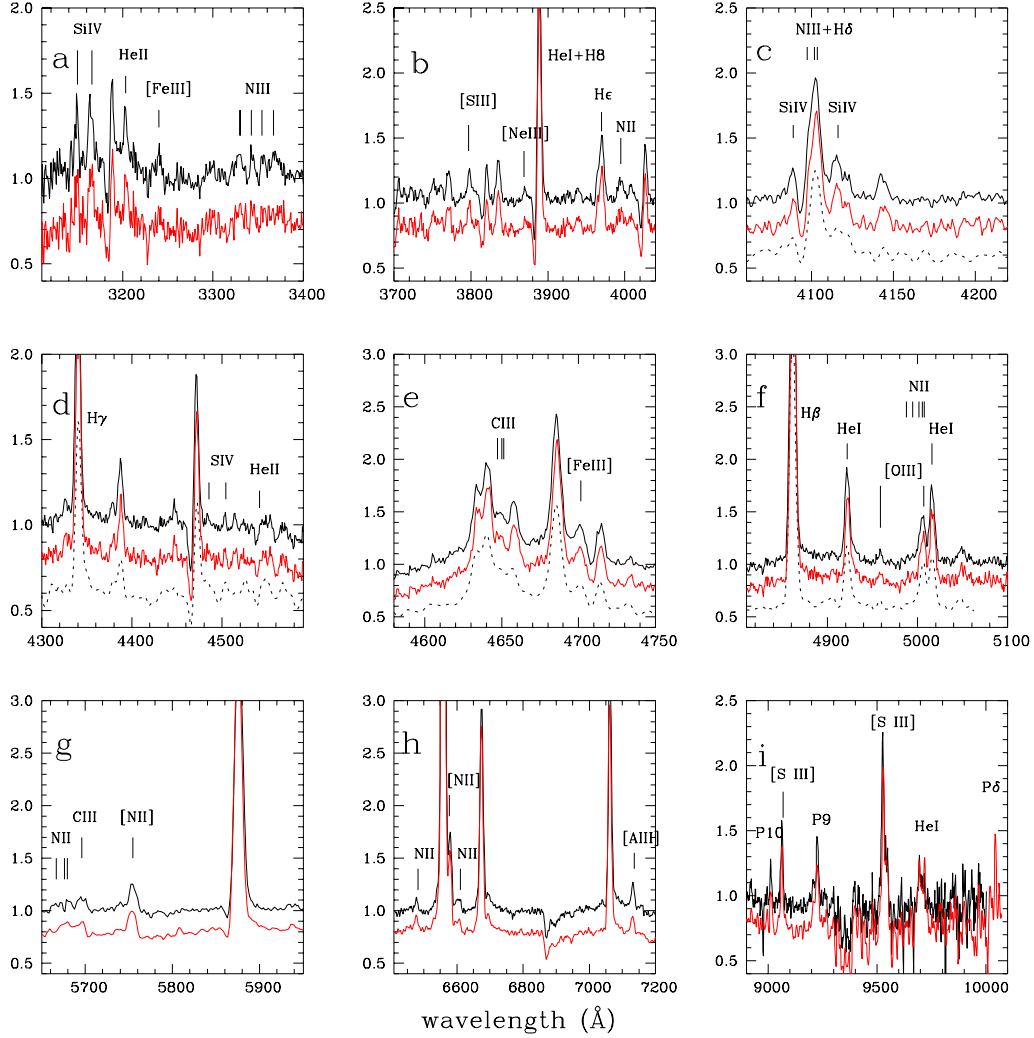 a
SiIV
HeII
[FeIII]
NIII
2.0
1.5
1.0
0.5
3200
3300
3400
b
[SIII]
[NeIII]
HeI+H8
Hε
NII
2.5
2.0
1.5
1.0
0.5
3700
3800
3900
4000
c
NIII+Hδ
SiIV
SiIV
2.5
2.0
1.5
1.0
0.5
4100
4150
4200
d
Hγ
SIV
HeII
2.0
1.5
1.0
0.5
4300
4400
4500
e
CIII
[FeIII]
3.0
2.5
2.0
1.5
1.0
0.5
4600
4650
4700
4750
f
Hβ
HeI
NII
[OIII]
HeI
3.0
2.5
2.0
1.5
1.0
0.5
4900
5000
5100
g
NII
CIII
[NII]
3.0
2.5
2.0
1.5
1.0
0.5
5700
5800
5900
h
NII
[NII]
NII
[AIII]
3.0
2.5
2.0
1.5
1.0
0.5
6600
6800
7000
7200
i
P10
[S III]
P9
[S III]
HeI
Pδ
2.5
2.0
1.5
1.0
0.5
9000
9500
10000
wavelength (Å)